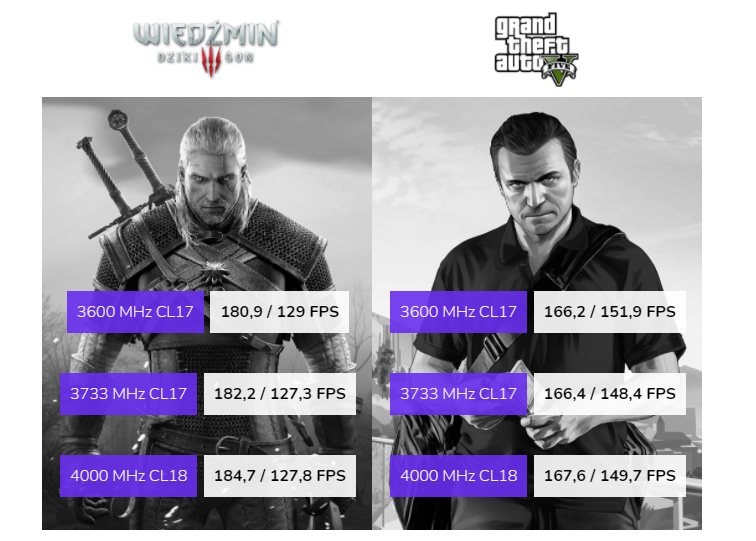 WIEDŹMIN
DZIKI GON
grand
theft
auto
FIVE
3600 MHz CL17 180,9 / 129 FPS
3733 MHz CL17 182,2 / 127,3 FPS
4000 MHz CL18 184,7 / 127,8 FPS
3600 MHz CL17 166,2 / 151,9 FPS
3733 MHz CL17 166,4 / 148,4 FPS
4000 MHz CL18 167,6 / 149,7 FPS